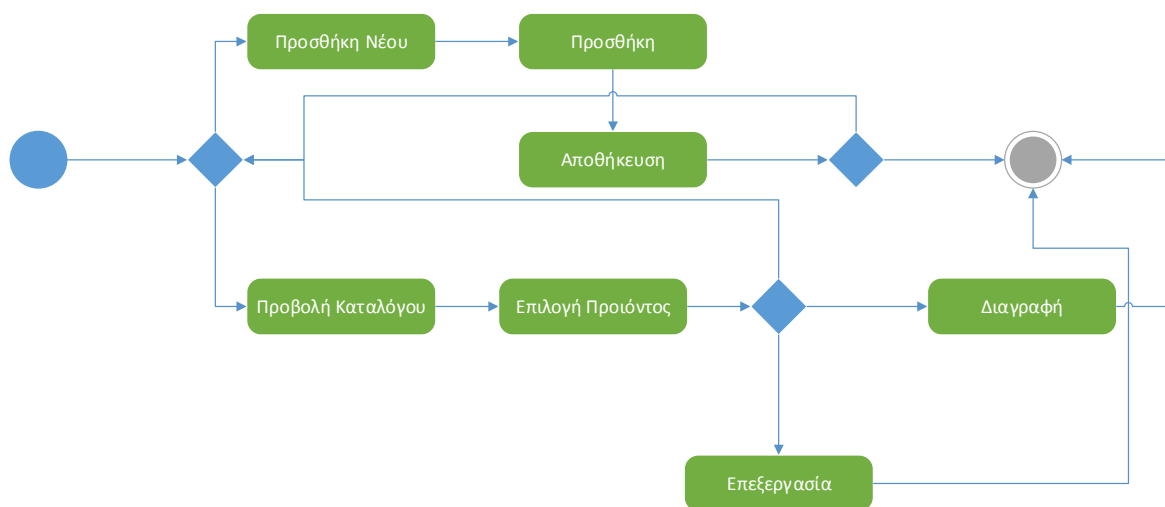 Προσθήκη Νέου
Προσθήκη
Αποθήκευση
Προβολή Καταλόγου
Επιλογή Προιόντος
Διαγραφή
Επεξεργασία